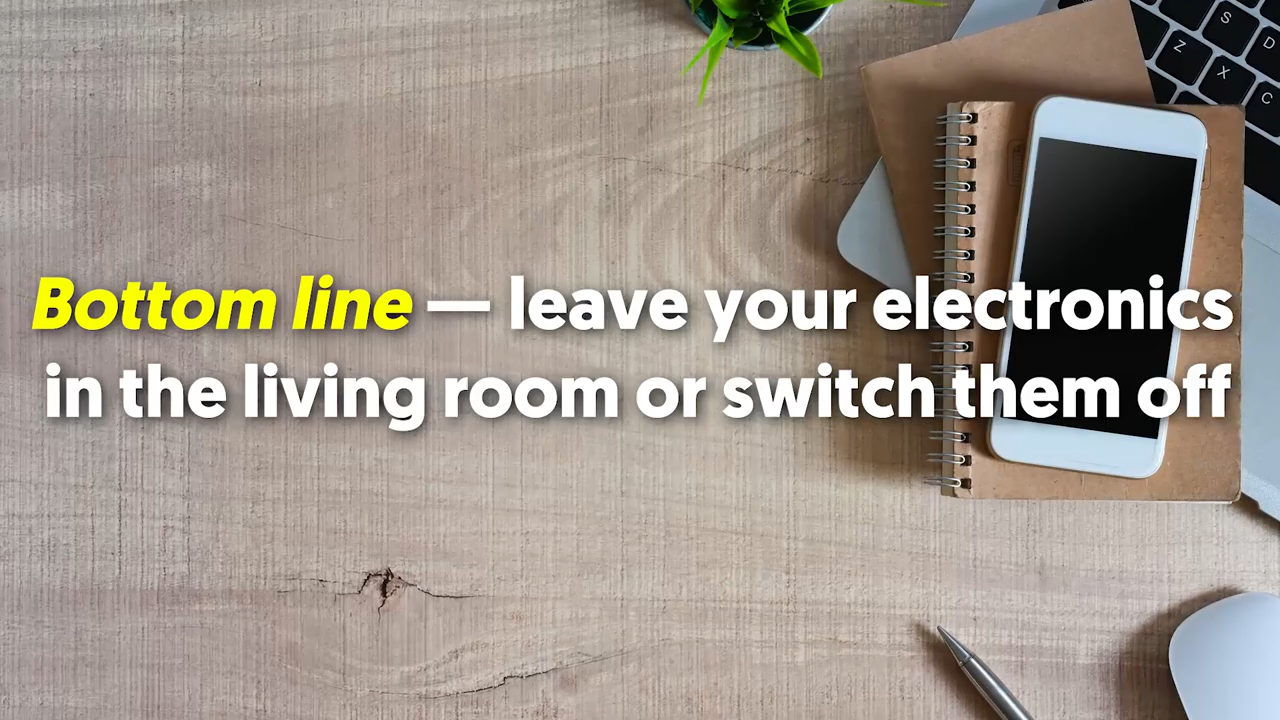 S
D
Z
X
C
Bottom line — leave your electronics
in the living room or switch them off